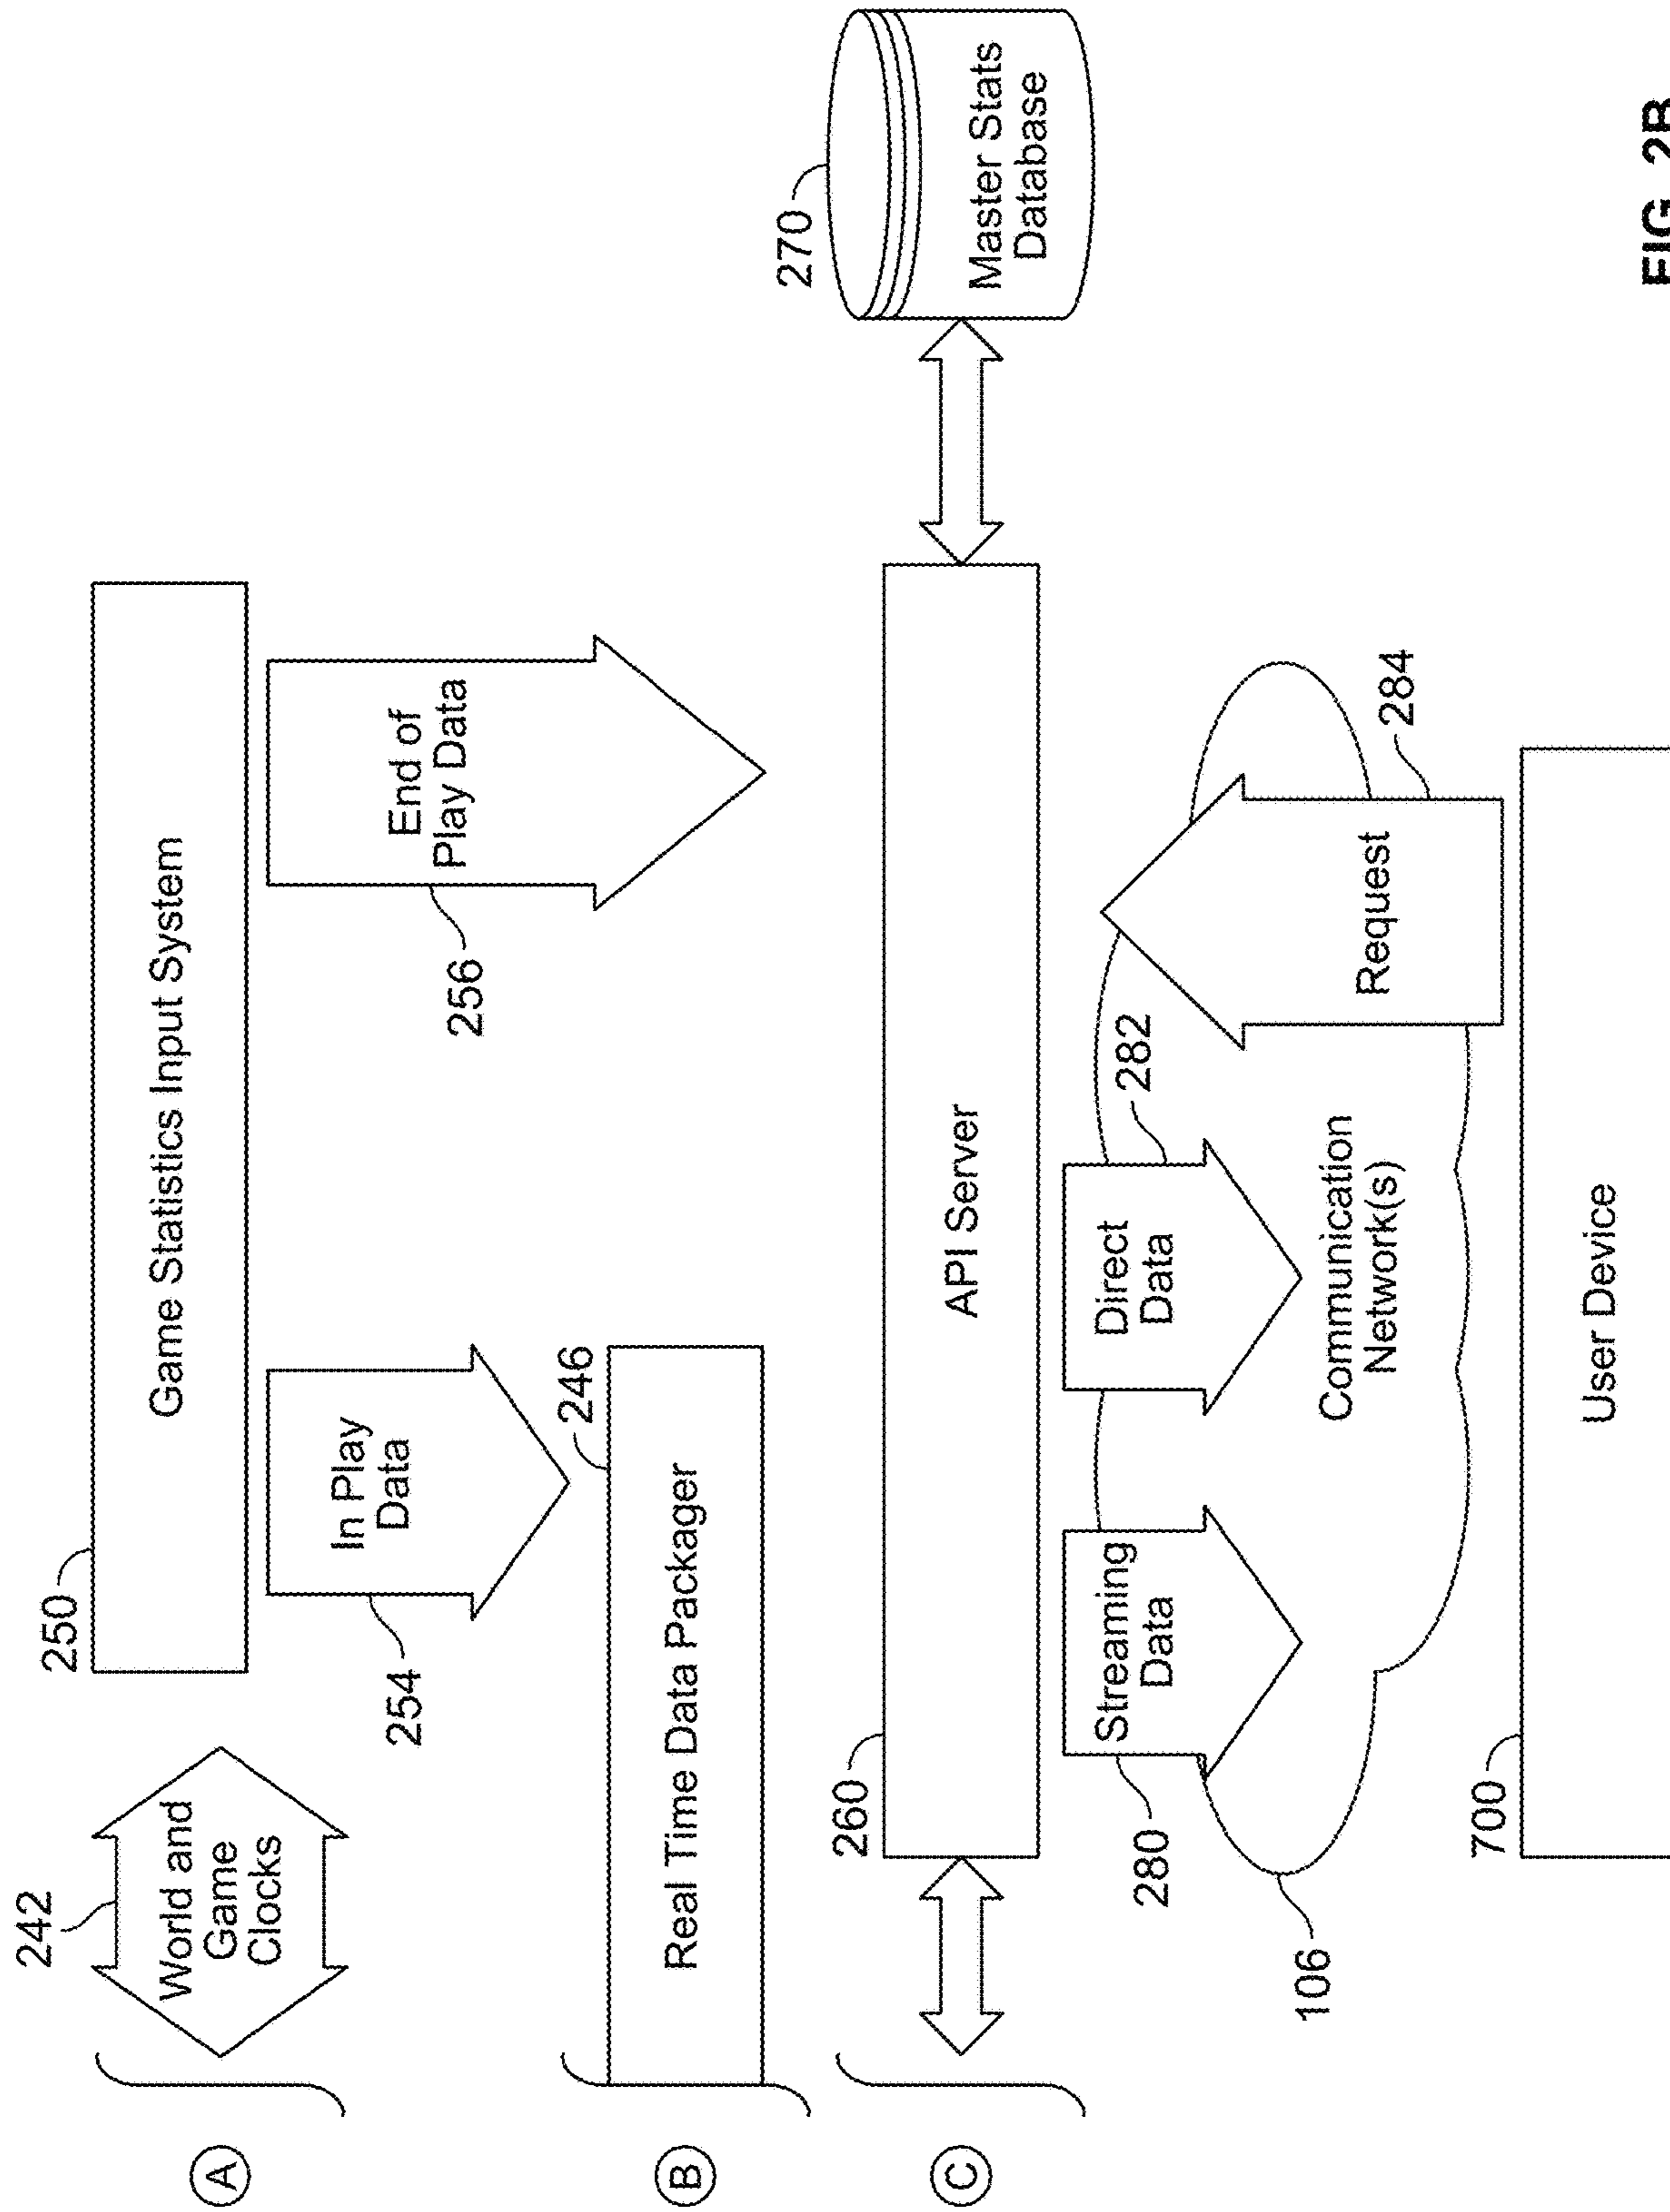 A
242
World and
Game
Clocks
250
Game Statistics Input System
254
In Play
Data
256
End of
Play Data
B
246
Real Time Data Packager
C
260
API Server
270
Master Stats
Database
280
Streaming
Data
282
Direct
Data
284
Request
106
Communication
Network(s)
700
User Device
FIG. 2B